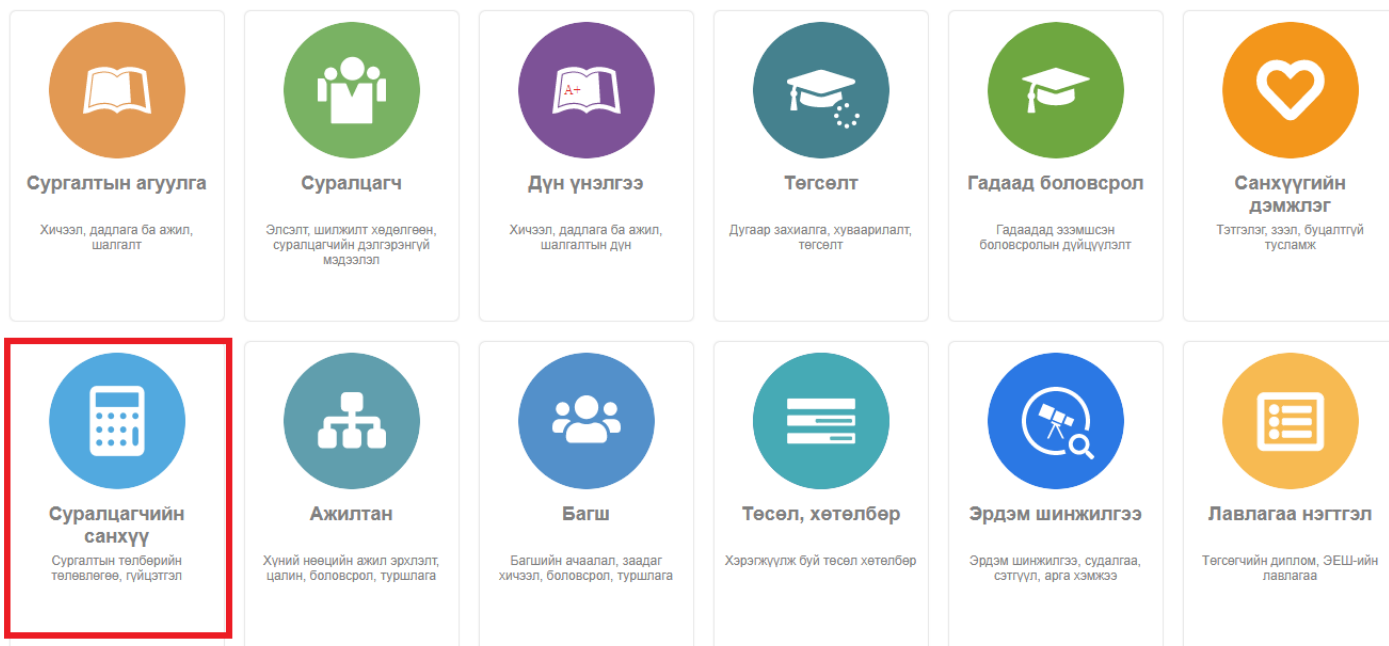 Сургалтын агуулга
Хичээл, дадлага ба ажил,
шалгалт
Суралцагч
Элсэлт, шилжилт хөдөлгөөн,
суралцагчийн дэлгэрэнгүй
мэдээлэл
A+
Дүн үнэлгээ
Хичээл, дадлага ба ажил,
шалгалтын дүн
Төгсөлт
Дугаар захиалга, хуваарилалт,
төгсөлт
Гадаад боловсрол
Гадаадад эзэмшсэн
боловсролын дүйцүүлэлт
Санхүүгийн
дэмжлэг
Тэтгэлэг, зээл, буцалтгүй
тусламж
Суралцагчийн
санхүү
Сургалтын төлбөрийн
төлөвлөгөө, гүйцэтгэл
Ажилтан
Хүний нөөцийн ажил эрхлэлт,
цалин, боловсрол, туршлага
Багш
Багшийн ачаалал, заадаг
хичээл, боловсрол, туршлага
Төсөл, хөтөлбөр
Хэрэгжүүлж буй төсөл хөтөлбөр
Эрдэм шинжилгээ
Эрдэм шинжилгээ, судалгаа,
сэтгүүл, арга хэмжээ
Лавлагаа нэгтгэл
Төгсөгчийн диплом, ЭЕШ-ийн
лавлагаа